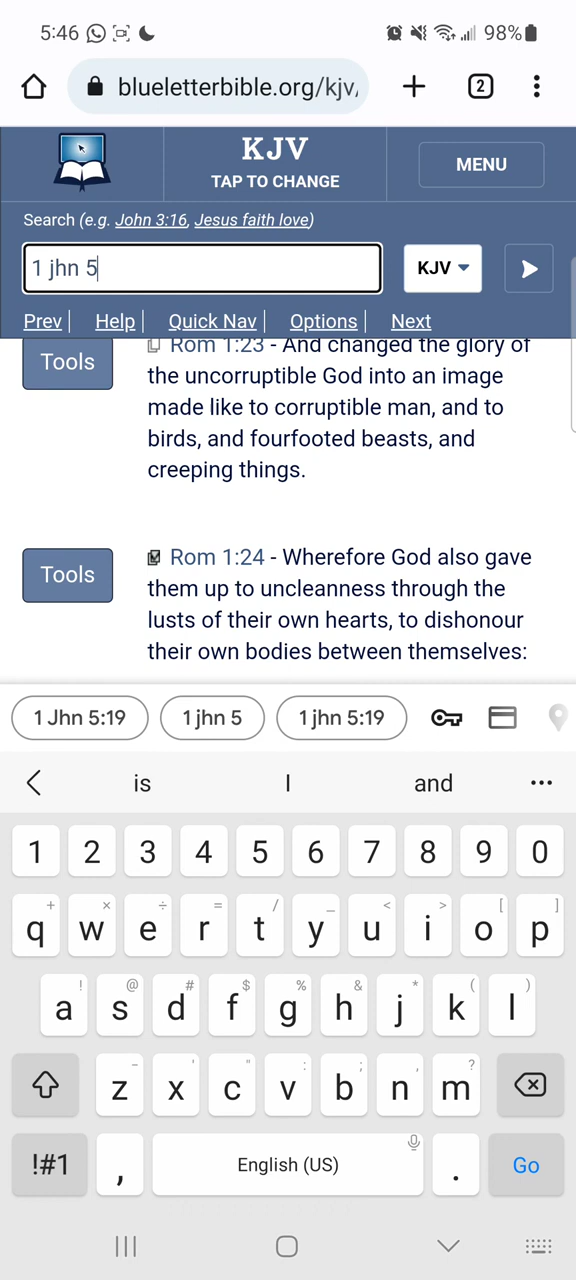 5:46 98%
blueletterbible.org/kjv/ 2
KJV
TAP TO CHANGE
MENU
Search (e.g. John 3:16, Jesus faith love)
1 jhn 5 KJV
Prev | Help | Quick Nav | Options | Next
Tools Rom 1:23 - And changed the glory of
the uncorruptible God into an image
made like to corruptible man, and to
birds, and fourfooted beasts, and
creeping things.
Tools Rom 1:24 - Wherefore God also gave
them up to uncleanness through the
lusts of their own hearts, to dishonour
their own bodies between themselves:
1 Jhn 5:19 1 jhn 5 1 jhn 5:19
is I and ...
1 2 3 4 5 6 7 8 9 0
+ × ÷ = / _ < > [ ]
q w e r t y u i o p
! @ # $ % & * ( )
a s d f g h j k l
- ' " : ; , ?
z x c v b n m
!#1 , English (US) . Go